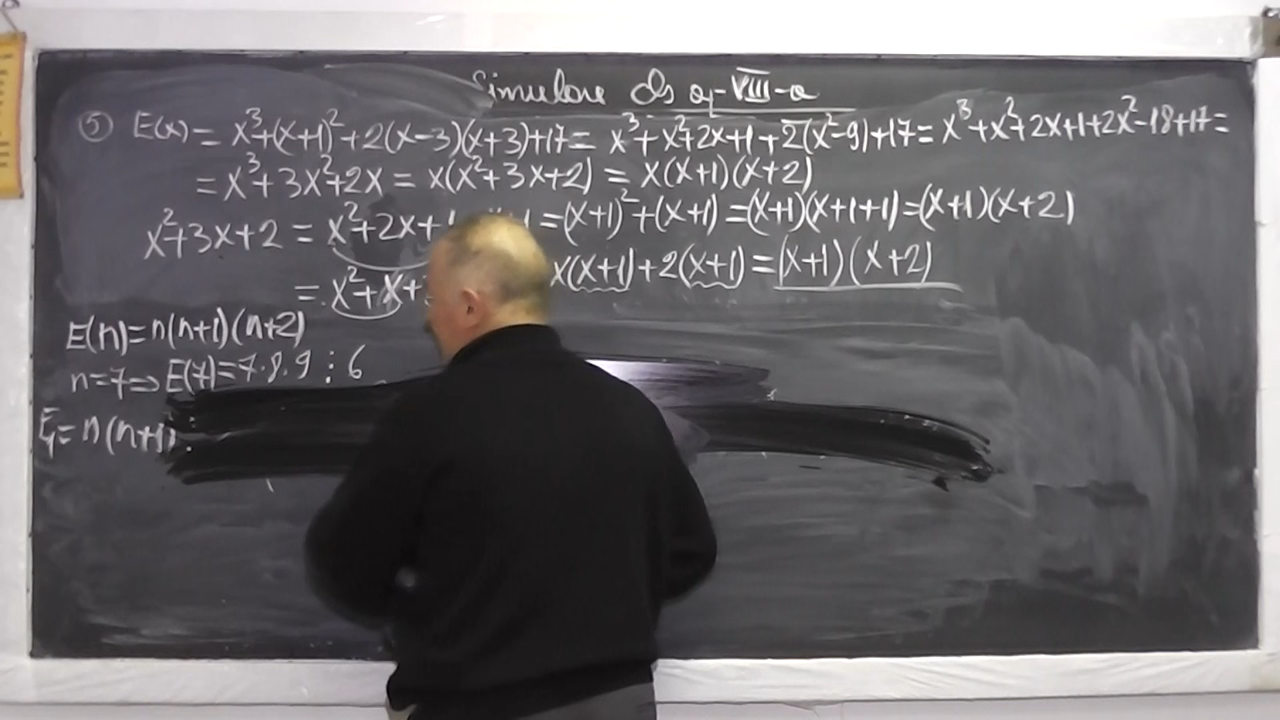 Simulare cls a-VIII-a
⑤ E(x) = x³+(x+1)²+2(x-3)(x+3)+17= x³+x²+2x+1+2(x²-9)+17= x³+x²+2x+1+2x²-18+17=
= x³+3x²+2x = x(x²+3x+2) = x(x+1)(x+2)
x²+3x+2 = x²+2x+ =(x+1)²+(x+1) =(x+1)(x+1+1)=(x+1)(x+2)
= x²+x+ x(x+1)+2(x+1) =(x+1)(x+2)
E(n)=n(n+1)(n+2)
n=7⇒E(7)=7·8·9 ⋮ 6
= n(n+1) ⋮